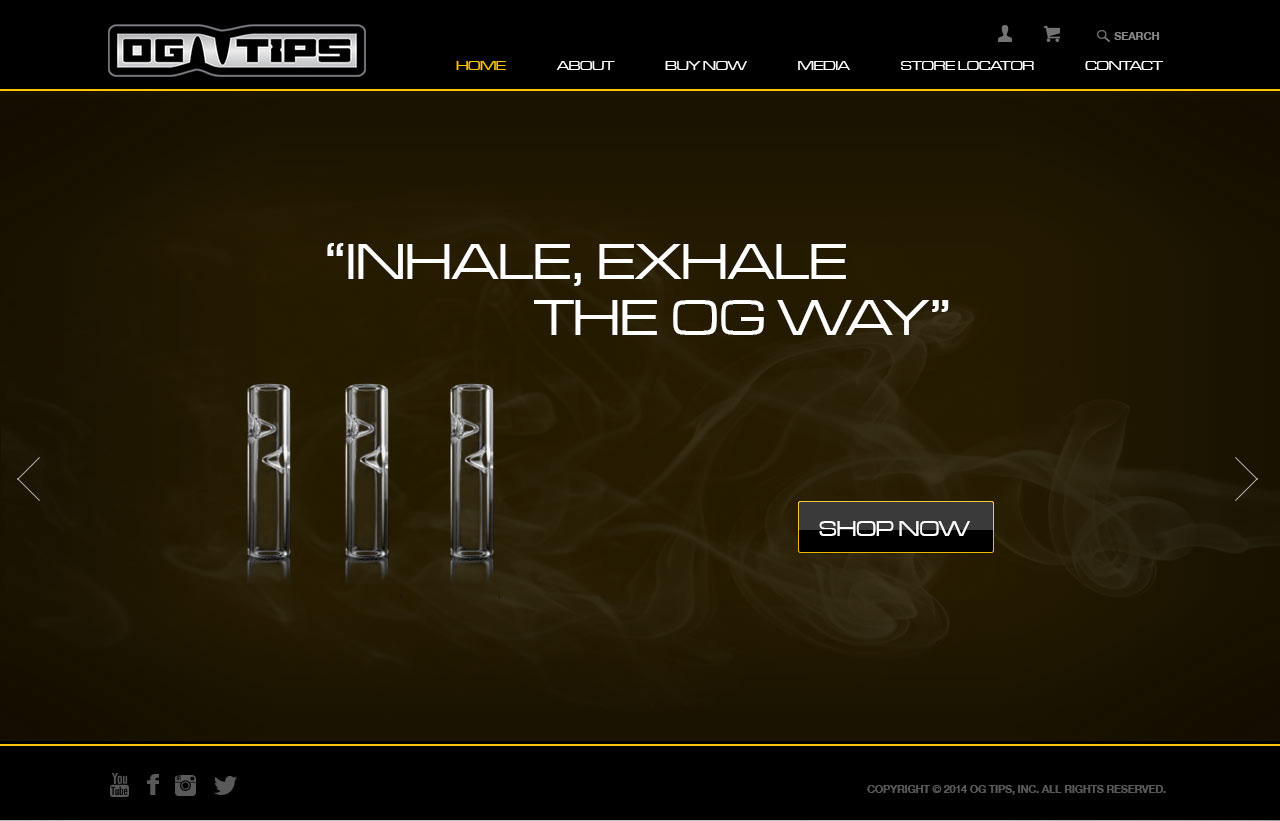 OG TIPS
SEARCH
HOME ABOUT BUY NOW MEDIA STORE LOCATOR CONTACT
“INHALE, EXHALE
THE OG WAY”
SHOP NOW
You
Tube
COPYRIGHT © 2014 OG TIPS, INC. ALL RIGHTS RESERVED.